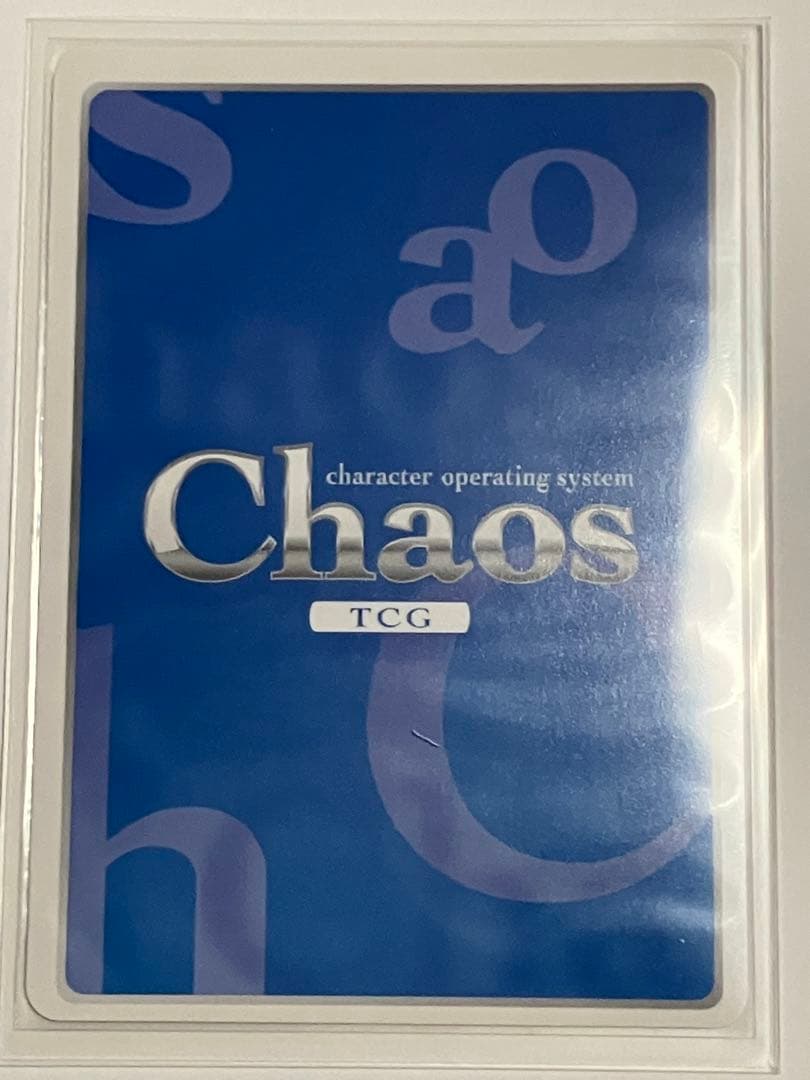 s
a
o
character operating system
Chaos
TCG
h
C